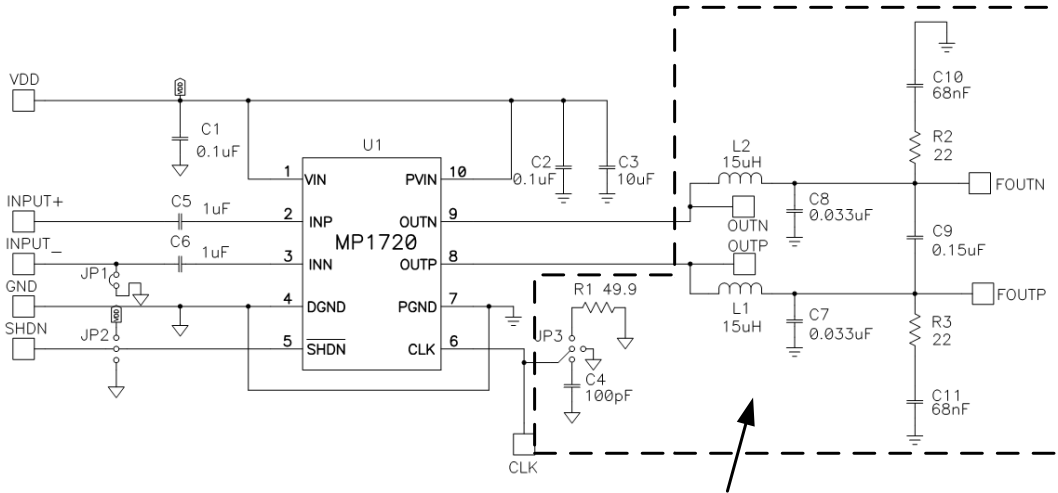 VDD
VDD
C1
0.1uF
U1
C2
0.1uF
C3
10uF
1
VIN
PVIN
10
INPUT+
C5
1uF
2
INP
OUTN
9
MP1720
INPUT_
C6
1uF
3
INN
OUTP
8
JP1
GND
4
DGND
PGND
7
VDD
SHDN
JP2
5
SHDN
CLK
6
CLK
R1 49.9
JP3
C4
100pF
L2
15uH
OUTN
OUTP
L1
15uH
C8
0.033uF
C7
0.033uF
C10
68nF
R2
22
FOUTN
C9
0.15uF
FOUTP
R3
22
C11
68nF